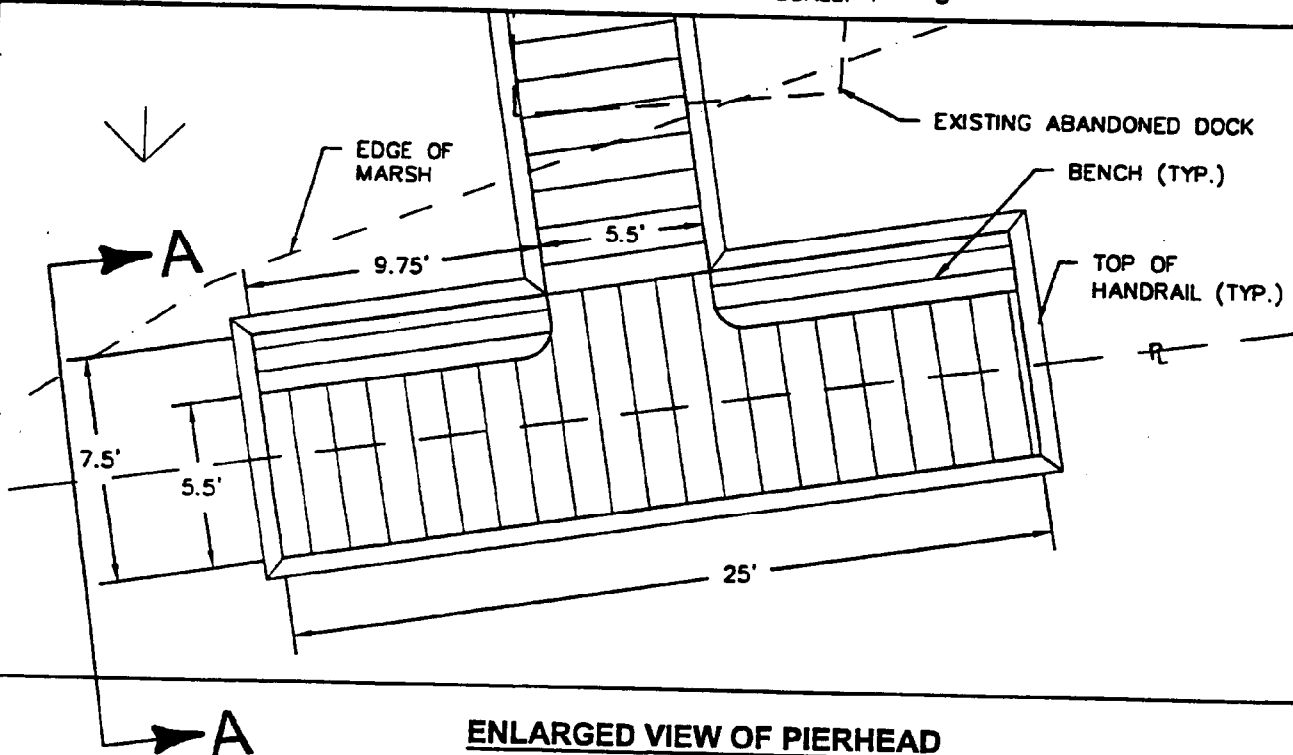 EXISTING ABANDONED DOCK
EDGE OF
MARSH
BENCH (TYP.)
A
5.5'
9.75'
TOP OF
HANDRAIL (TYP.)
PL
7.5'
5.5'
25'
A
ENLARGED VIEW OF PIERHEAD